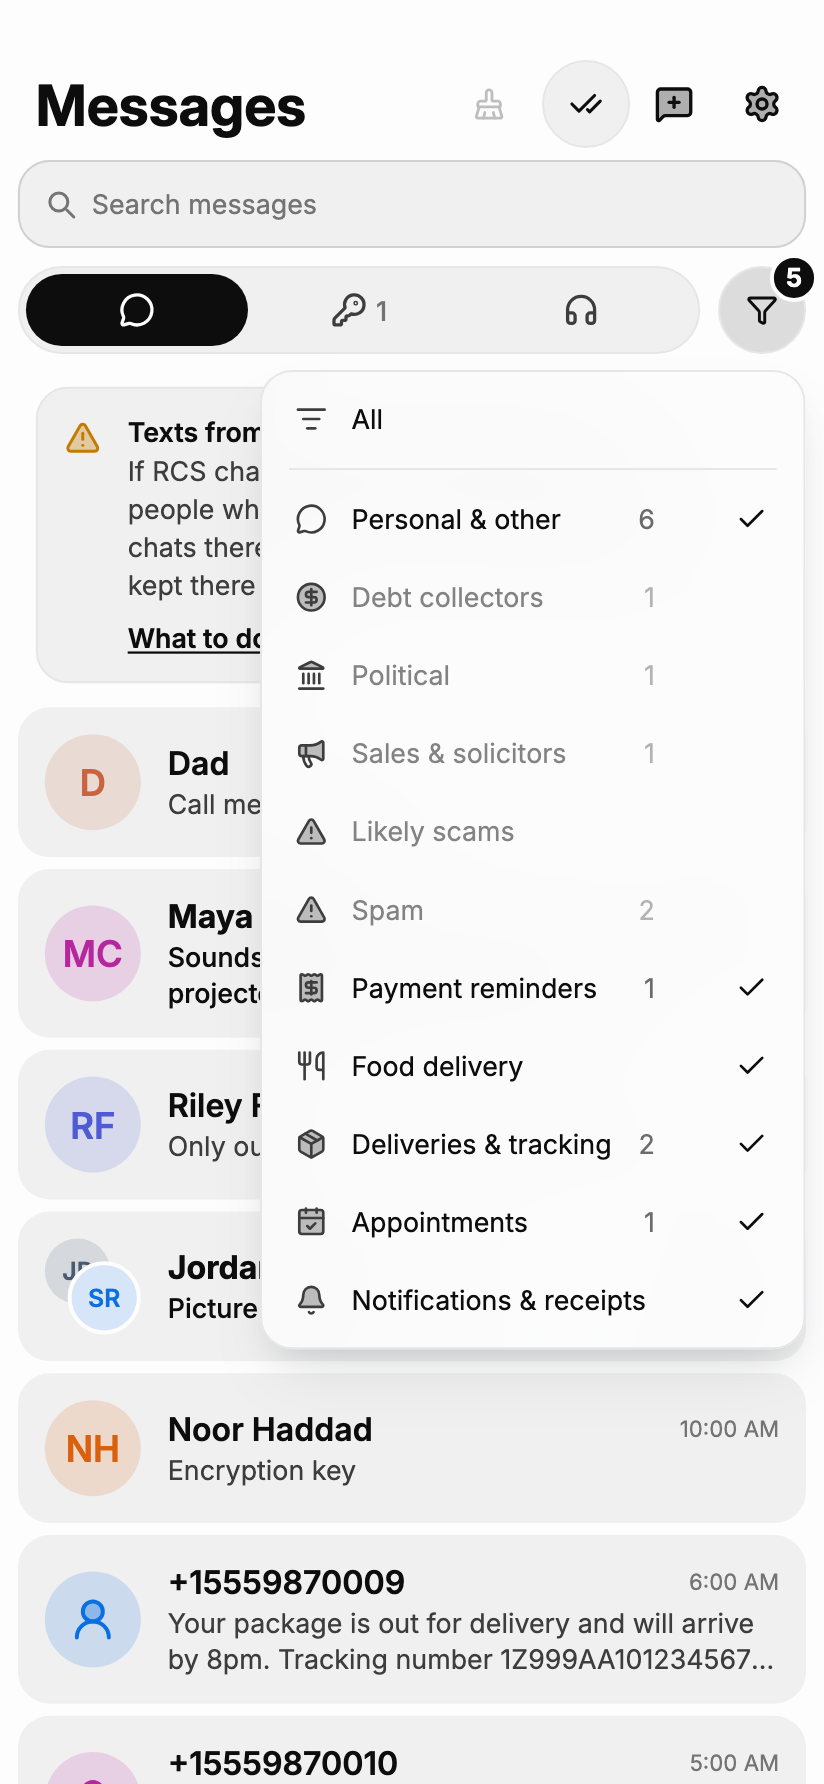 Messages
Search messages
1
5
All
Texts from
If RCS cha
people wh
chats there
kept there
What to do
Personal & other 6
Debt collectors 1
Political 1
Sales & solicitors 1
Likely scams
Spam 2
Payment reminders 1
Food delivery
Deliveries & tracking 2
Appointments 1
Notifications & receipts
D
Dad
Call me
MC
Maya
Sounds
projecto
RF
Riley F
Only ou
SR
Jordan
Picture
NH
Noor Haddad 10:00 AM
Encryption key
+15559870009 6:00 AM
Your package is out for delivery and will arrive
by 8pm. Tracking number 1Z999AA101234567...
+15559870010 5:00 AM